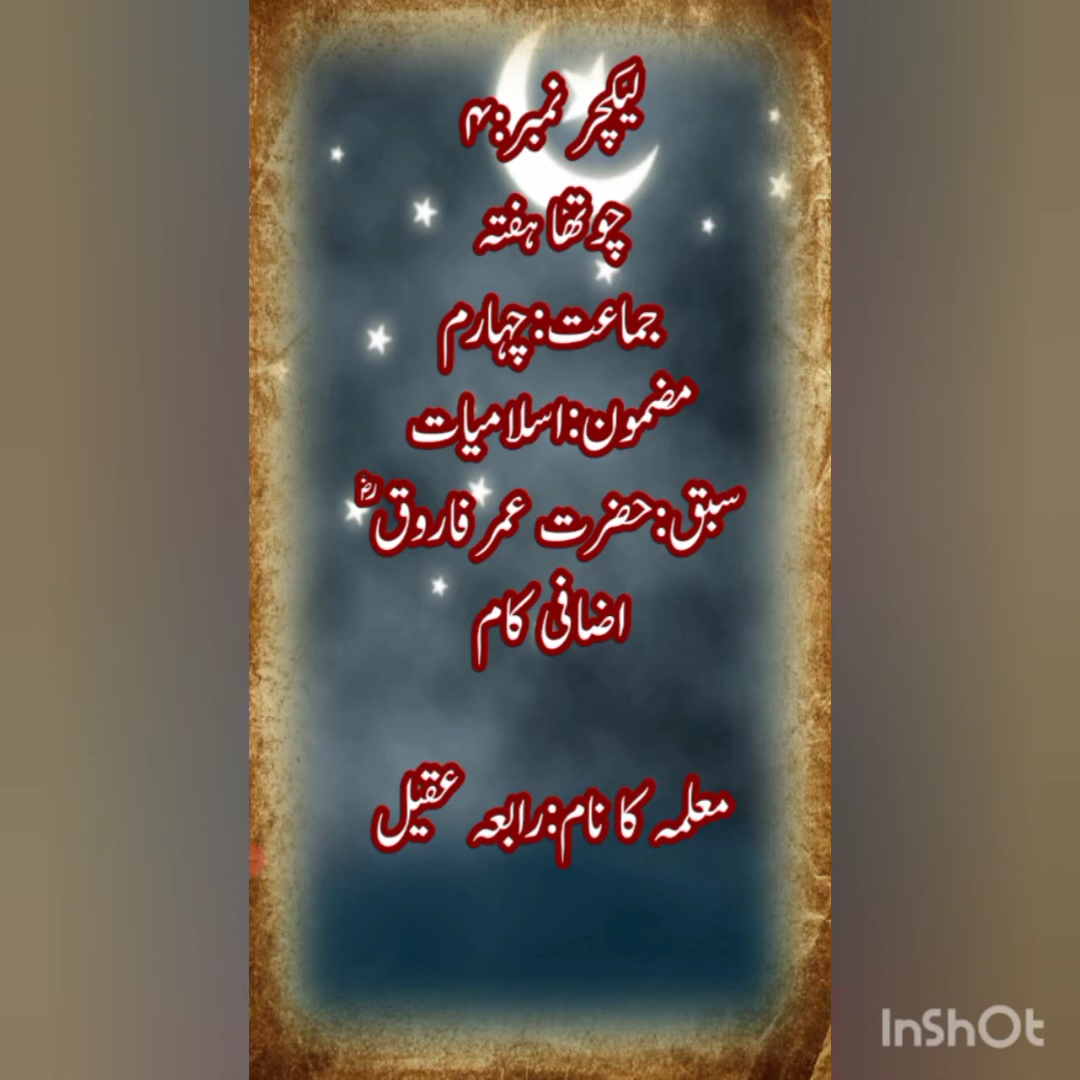 لیکچر نمبر:۴
چوتھا ہفتہ
جماعت:چہارم
مضمون:اسلامیات
سبق:حضرت عمر فاروقؓ
اضافی کام
معلمہ کا نام:رابعہ عقیل
InShOt